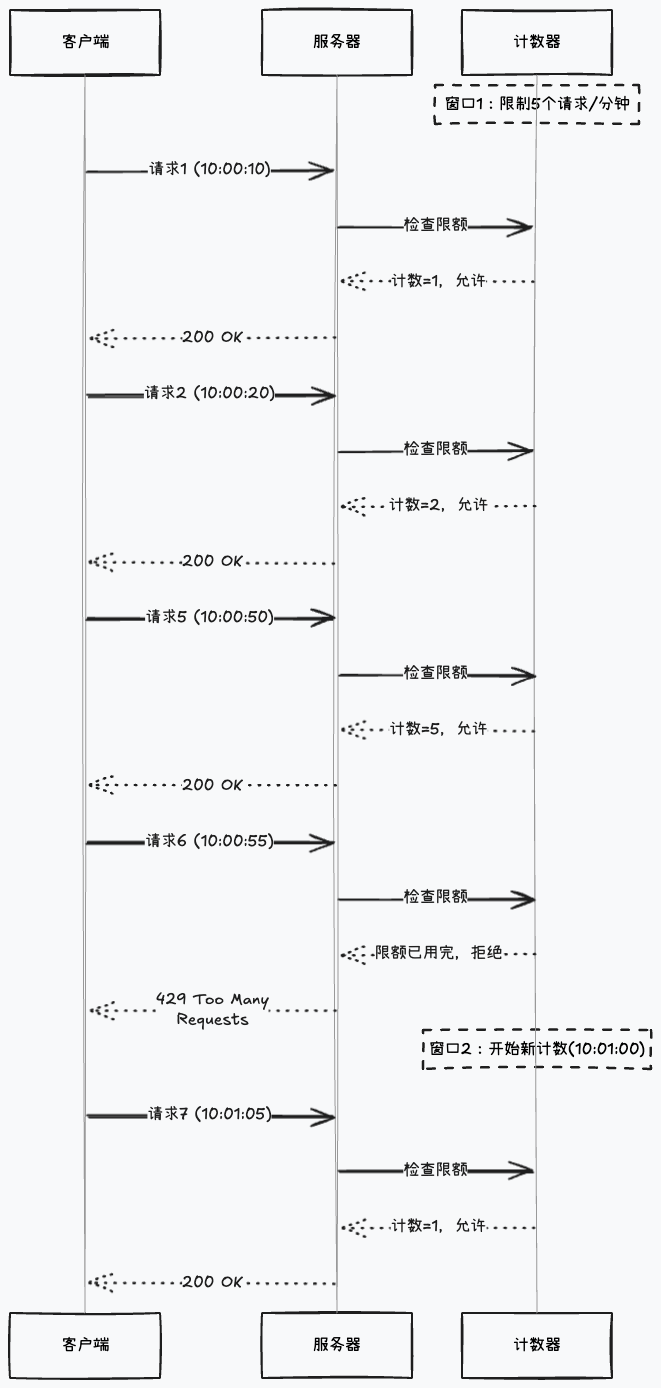 客户端
服务器
计数器
窗口1：限制5个请求/分钟
请求1 (10:00:10)
检查限额
计数=1，允许
200 OK
请求2 (10:00:20)
检查限额
计数=2，允许
200 OK
请求5 (10:00:50)
检查限额
计数=5，允许
200 OK
请求6 (10:00:55)
检查限额
限额已用完，拒绝
429 Too Many
Requests
窗口2：开始新计数(10:01:00)
请求7 (10:01:05)
检查限额
计数=1，允许
200 OK
客户端
服务器
计数器